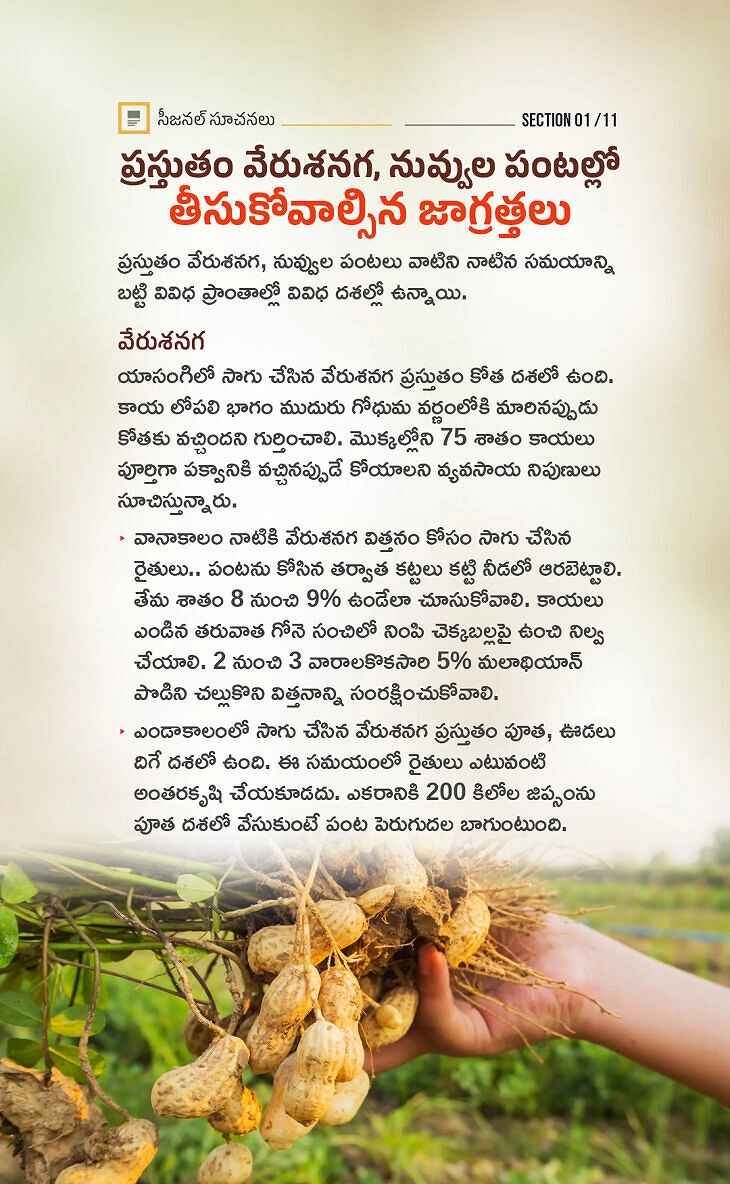 సీజనల్ సూచనలు
SECTION 01 / 11
ప్రస్తుతం వేరుశనగ, నువ్వుల పంటల్లో
తీసుకోవాల్సిన జాగ్రత్తలు
ప్రస్తుతం వేరుశనగ, నువ్వుల పంటలు వాటిని నాటిన సమయాన్ని
బట్టి వివిధ ప్రాంతాల్లో వివిధ దశల్లో ఉన్నాయి.
వేరుశనగ
యాసంగిలో సాగు చేసిన వేరుశనగ ప్రస్తుతం కోత దశలో ఉంది.
కాయ లోపలి భాగం ముదురు గోధుమ వర్ణంలోకి మారినప్పుడు
కోతకు వచ్చిందని గుర్తించాలి. మొక్కల్లోని 75 శాతం కాయలు
పూర్తిగా పక్వానికి వచ్చినప్పుడే కోయాలని వ్యవసాయ నిపుణులు
సూచిస్తున్నారు.
‣ వానాకాలం నాటికి వేరుశనగ విత్తనం కోసం సాగు చేసిన
రైతులు.. పంటను కోసిన తర్వాత కట్టలు కట్టి నీడలో ఆరబెట్టాలి.
తేమ శాతం 8 నుంచి 9% ఉండేలా చూసుకోవాలి. కాయలు
ఎండిన తరువాత గోనె సంచిలో నింపి చెక్కబల్లపై ఉంచి నిల్వ
చేయాలి. 2 నుంచి 3 వారాలకొకసారి 5% మలాథియాన్
పొడిని చల్లుకొని విత్తనాన్ని సంరక్షించుకోవాలి.
‣ ఎండాకాలంలో సాగు చేసిన వేరుశనగ ప్రస్తుతం పూత, ఊడలు
దిగే దశలో ఉంది. ఈ సమయంలో రైతులు ఎటువంటి
అంతరకృషి చేయకూడదు. ఎకరానికి 200 కిలోల జిప్సంను
పూత దశలో వేసుకుంటే పంట పెరుగుదల బాగుంటుంది.